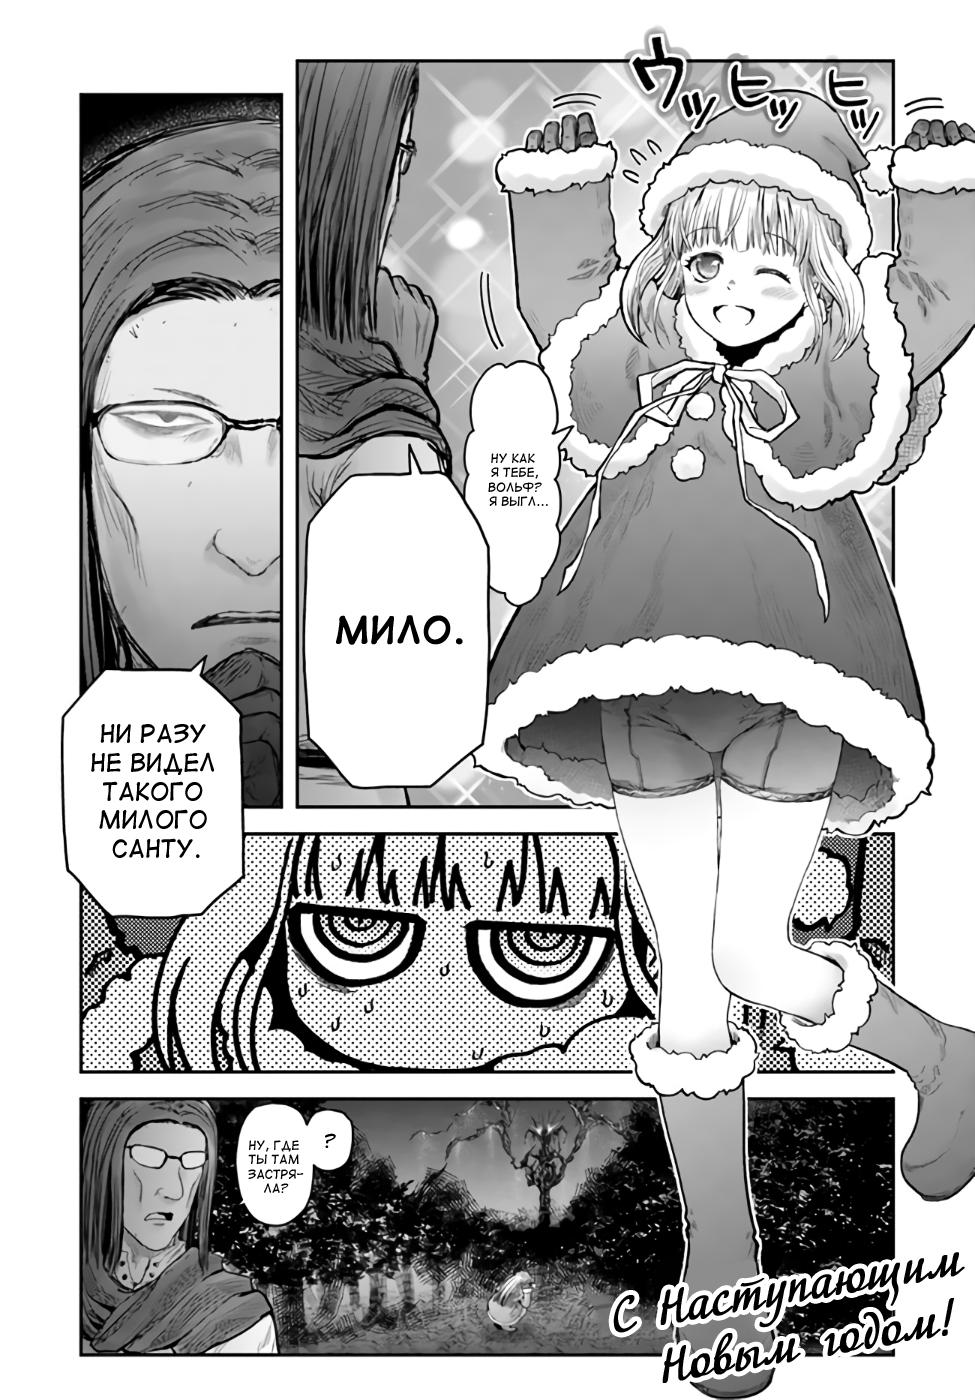 ウッヒッヒ
НУ КАК
Я ТЕБЕ,
ВОЛЬФ?
Я ВЫГЛ...
МИЛО.
НИ РАЗУ
НЕ ВИДЕЛ
ТАКОГО
МИЛОГО
САНТУ.
НУ, ГДЕ
ТЫ ТАМ
ЗАСТРЯ-
ЛА?
?
С Наступающим
Новым годом!